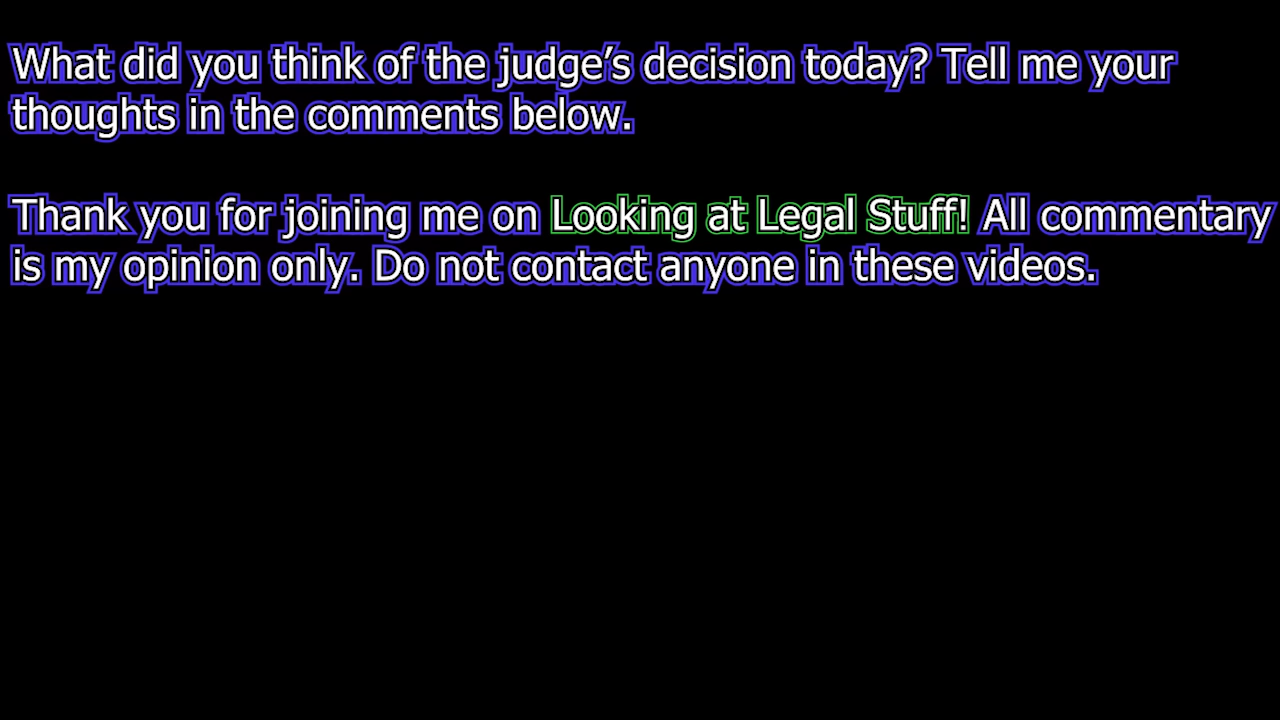 What did you think of the judge’s decision today? Tell me your
thoughts in the comments below.
Thank you for joining me on Looking at Legal Stuff! All commentary
is my opinion only. Do not contact anyone in these videos.